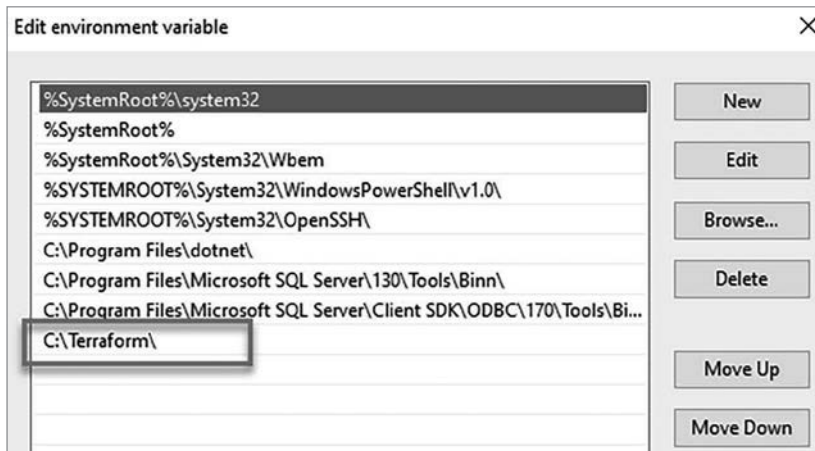 Edit environment variable
%SystemRoot%\system32
%SystemRoot%
%SystemRoot%\System32\Wbem
%SYSTEMROOT%\System32\WindowsPowerShell\v1.0\
%SYSTEMROOT%\System32\OpenSSH\
C:\Program Files\dotnet\
C:\Program Files\Microsoft SQL Server\130\Tools\Binn\
C:\Program Files\Microsoft SQL Server\Client SDK\ODBC\170\Tools\Bi...
C:\Terraform\
New
Edit
Browse...
Delete
Move Up
Move Down